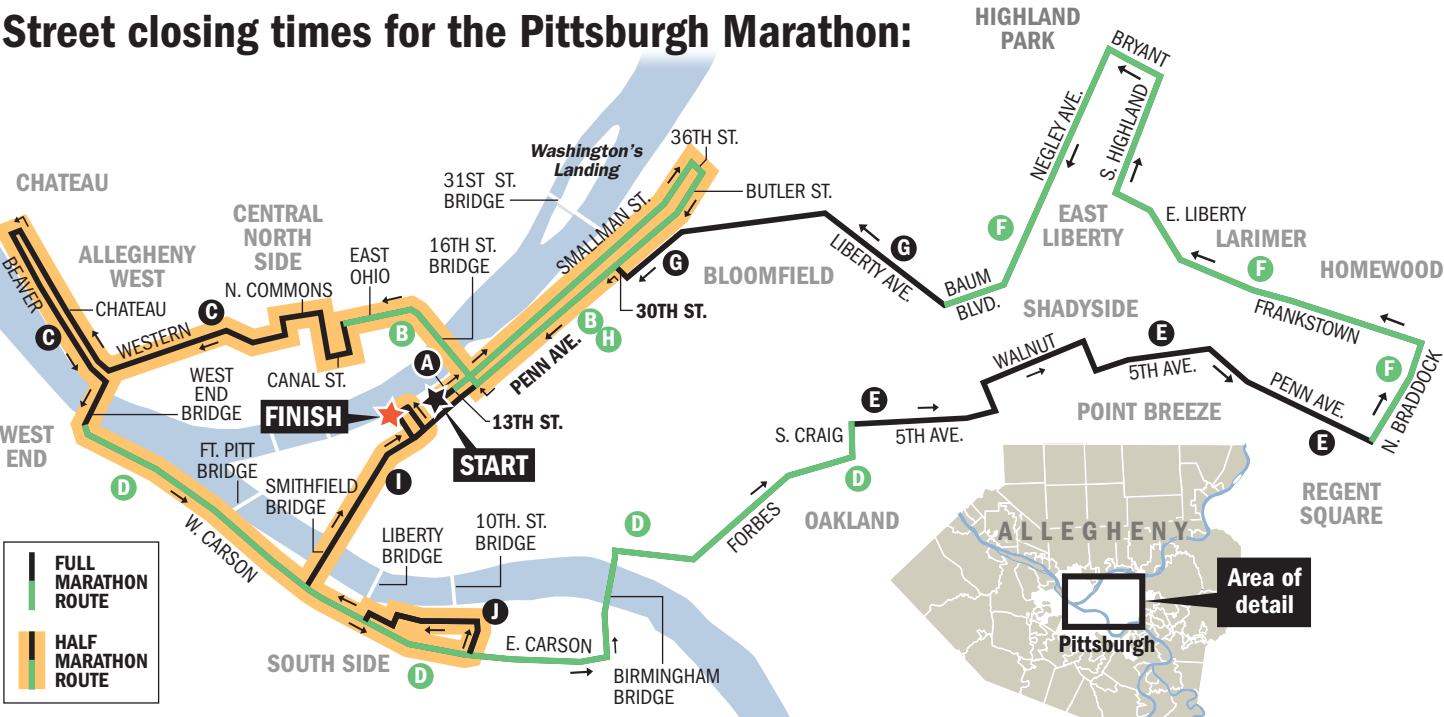 Street closing times for the Pittsburgh Marathon:
HIGHLAND
PARK
BRYANT
NEGLEY AVE.
S. HIGHLAND
36TH ST.
Washington's
Landing
31ST ST.
BRIDGE
BUTLER ST.
SMALLMAN ST.
CHATEAU
CENTRAL
NORTH
SIDE
ALLEGHENY
WEST
EAST
OHIO
16TH ST.
BRIDGE
N. COMMONS
BEAVER
CHATEAU
C
C
WESTERN
B
A
CANAL ST.
WEST
END
BRIDGE
WEST
END
FINISH
START
13TH ST.
PENN AVE.
B
H
30TH ST.
G
BLOOMFIELD
LIBERTY AVE.
G
BAUM
BLVD.
F
EAST
LIBERTY
E. LIBERTY
LARIMER
F
HOMEWOOD
FRANKSTOWN
SHADYSIDE
WALNUT
E
5TH AVE.
F
N. BRADDOCK
PENN AVE.
E
POINT BREEZE
E
5TH AVE.
S. CRAIG
D
OAKLAND
REGENT
SQUARE
FORBES
D
FT. PITT
BRIDGE
SMITHFIELD
BRIDGE
I
D
W. CARSON
LIBERTY
BRIDGE
10TH. ST.
BRIDGE
J
E. CARSON
SOUTH SIDE
D
BIRMINGHAM
BRIDGE
FULL
MARATHON
ROUTE
HALF
MARATHON
ROUTE
ALLEGHENY
Area of
detail
Pittsburgh